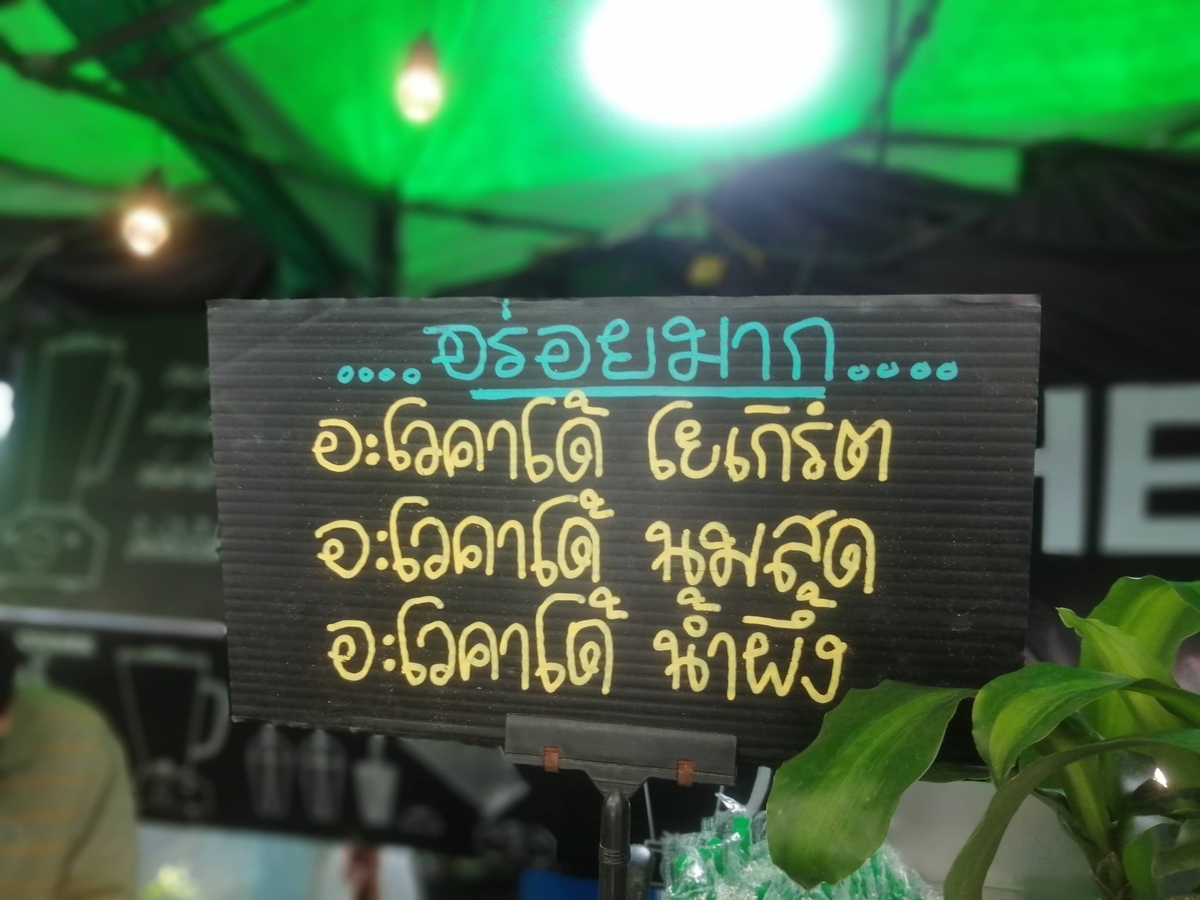 ....อร่อยมาก....
อะโวคาโด้ โยเกิร์ต
อะโวคาโด้ นมสด
อะโวคาโด้ น้ำผึ้ง
HE